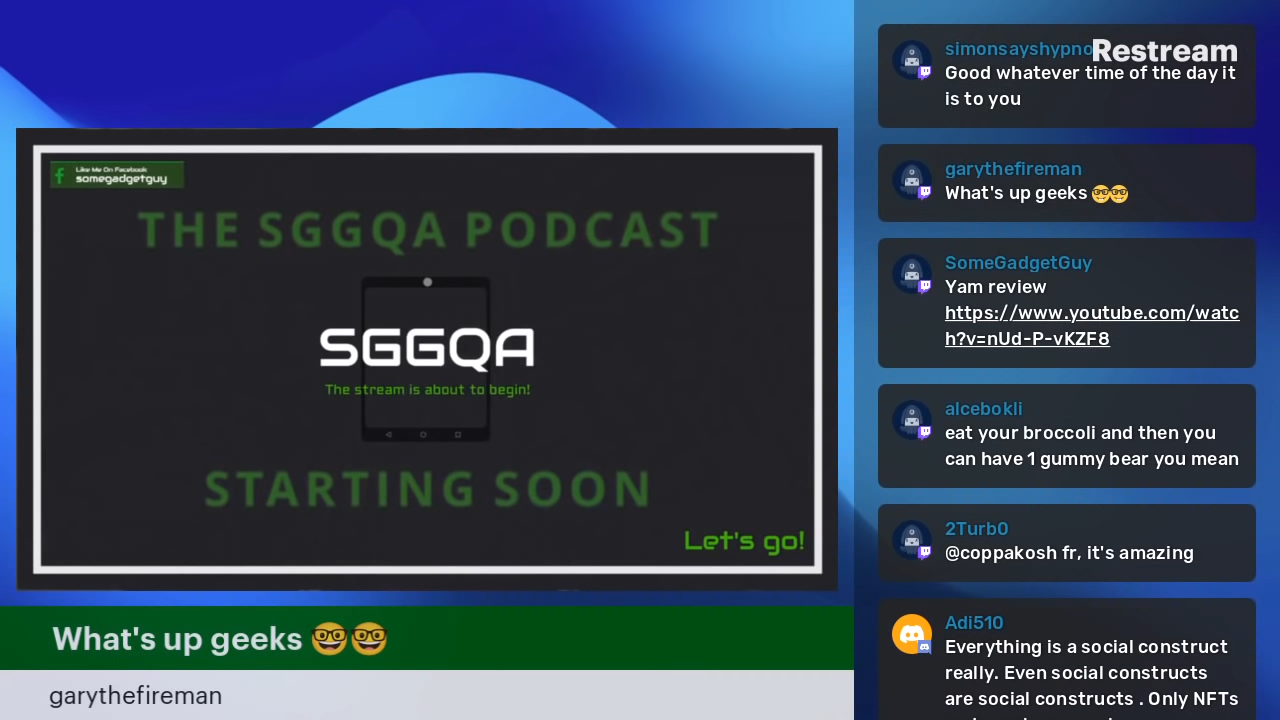 Like Me On Facebook
somegadgetguy
THE SGGQA PODCAST
SGGQA
The stream is about to begin!
STARTING SOON
Let's go!
What's up geeks 🤓🤓
garythefireman
Restream
simonsayshypno
Good whatever time of the day it
is to you
garythefireman
What's up geeks 🤓🤓
SomeGadgetGuy
Yam review
https://www.youtube.com/watc
h?v=nUd-P-vKZF8
alcebokli
eat your broccoli and then you
can have 1 gummy bear you mean
2Turb0
@coppakosh fr, it's amazing
Adi510
Everything is a social construct
really. Even social constructs
are social constructs . Only NFTs